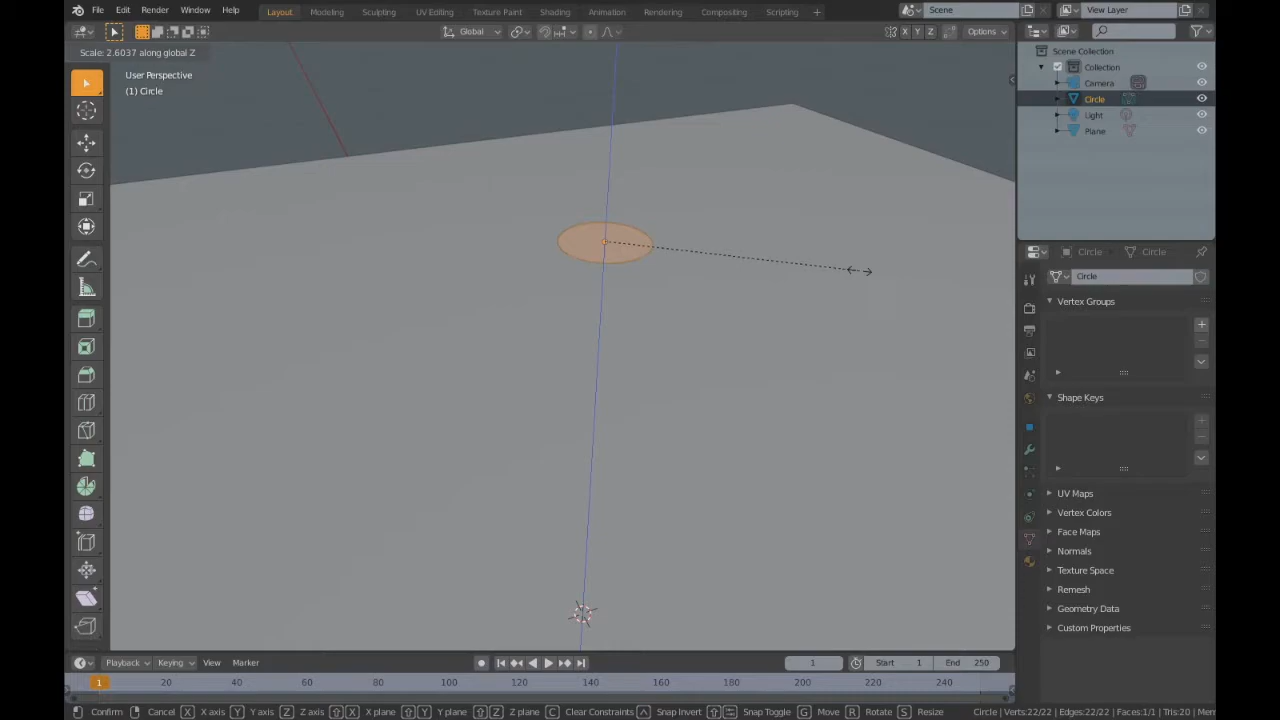 File Edit Render Window Help Layout Modeling Sculpting UV Editing Texture Paint Shading Animation Rendering Compositing Scripting + Scene View Layer
Global Options
Scale: 2.6037 along global Z X Y Z
User Perspective
(1) Circle
Scene Collection
Collection
Camera
Circle
Light
Plane
Circle Circle
Circle
Vertex Groups
Shape Keys
UV Maps
Vertex Colors
Face Maps
Normals
Texture Space
Remesh
Geometry Data
Custom Properties
Playback Keying View Marker 1 Start 1 End 250
1 20 40 60 80 100 120 140 160 180 200 220 240
Confirm Cancel X X axis Y Y axis Z Z axis X X plane Y Y plane Z Z plane C Clear Constraints Snap Invert Snap Toggle G Move R Rotate S Resize Circle | Verts:22/22 | Edges:22/22 | Faces:1/1 | Tris:20 | Mem